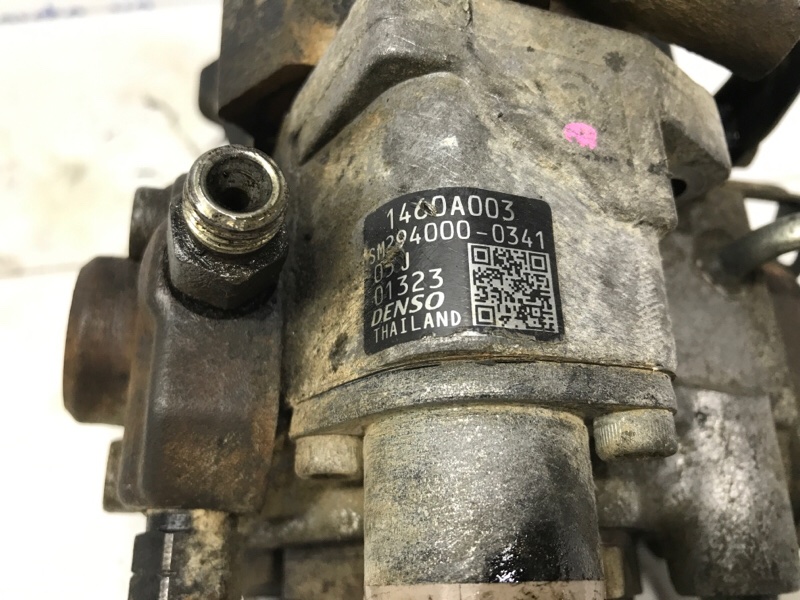 1460A003
SM294000-0341
05J
01323
DENSO
THAILAND